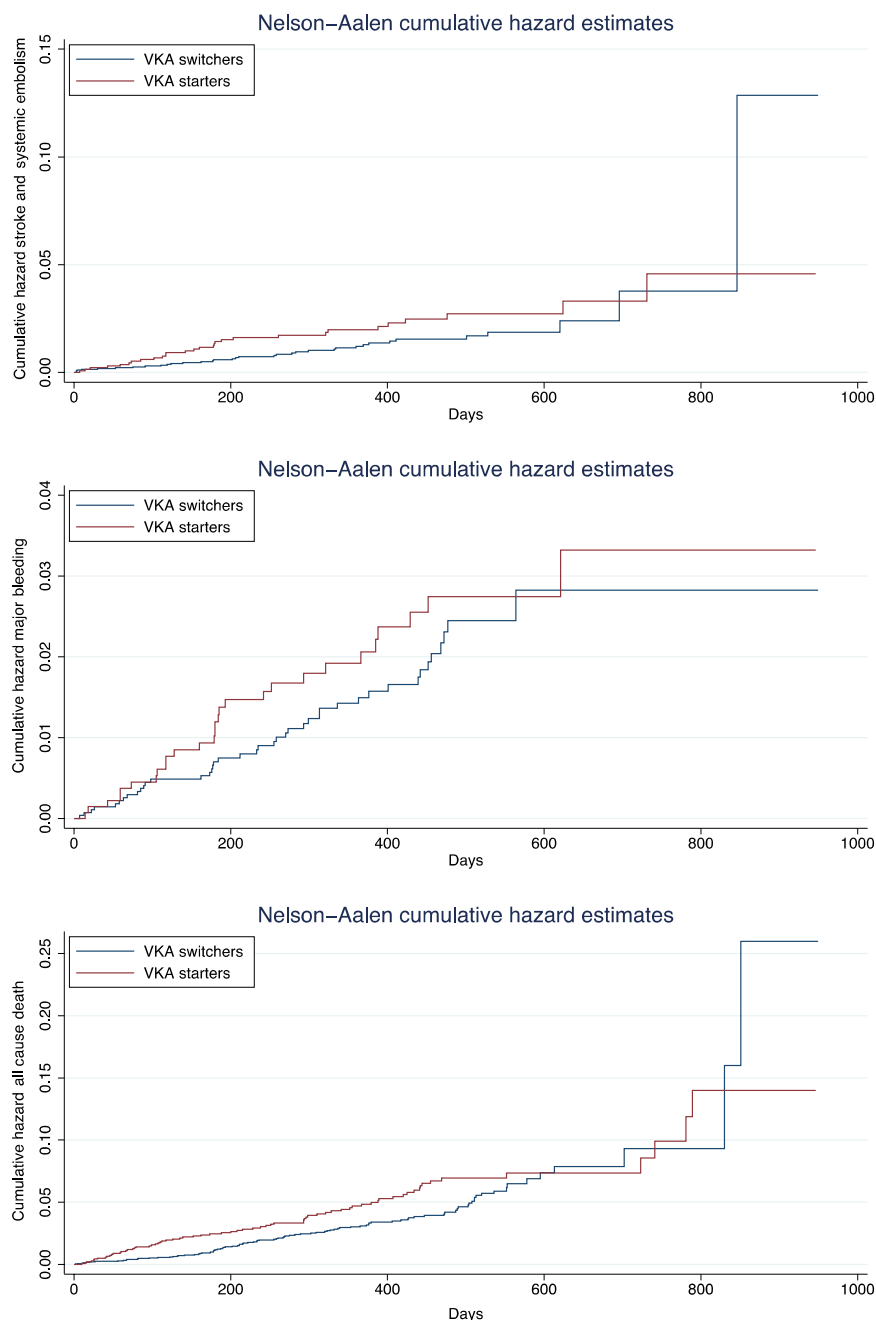 Nelson−Aalen cumulative hazard estimates
VKA switchers
VKA starters
Cumulative hazard stroke and systemic embolism
0.15
0.10
0.05
0.00
0 200 400 600 800 1000
Days
Nelson−Aalen cumulative hazard estimates
VKA switchers
VKA starters
Cumulative hazard major bleeding
0.04
0.03
0.02
0.01
0.00
0 200 400 600 800 1000
Days
Nelson−Aalen cumulative hazard estimates
VKA switchers
VKA starters
Cumulative hazard all cause death
0.25
0.20
0.15
0.10
0.05
0.00
0 200 400 600 800 1000
Days